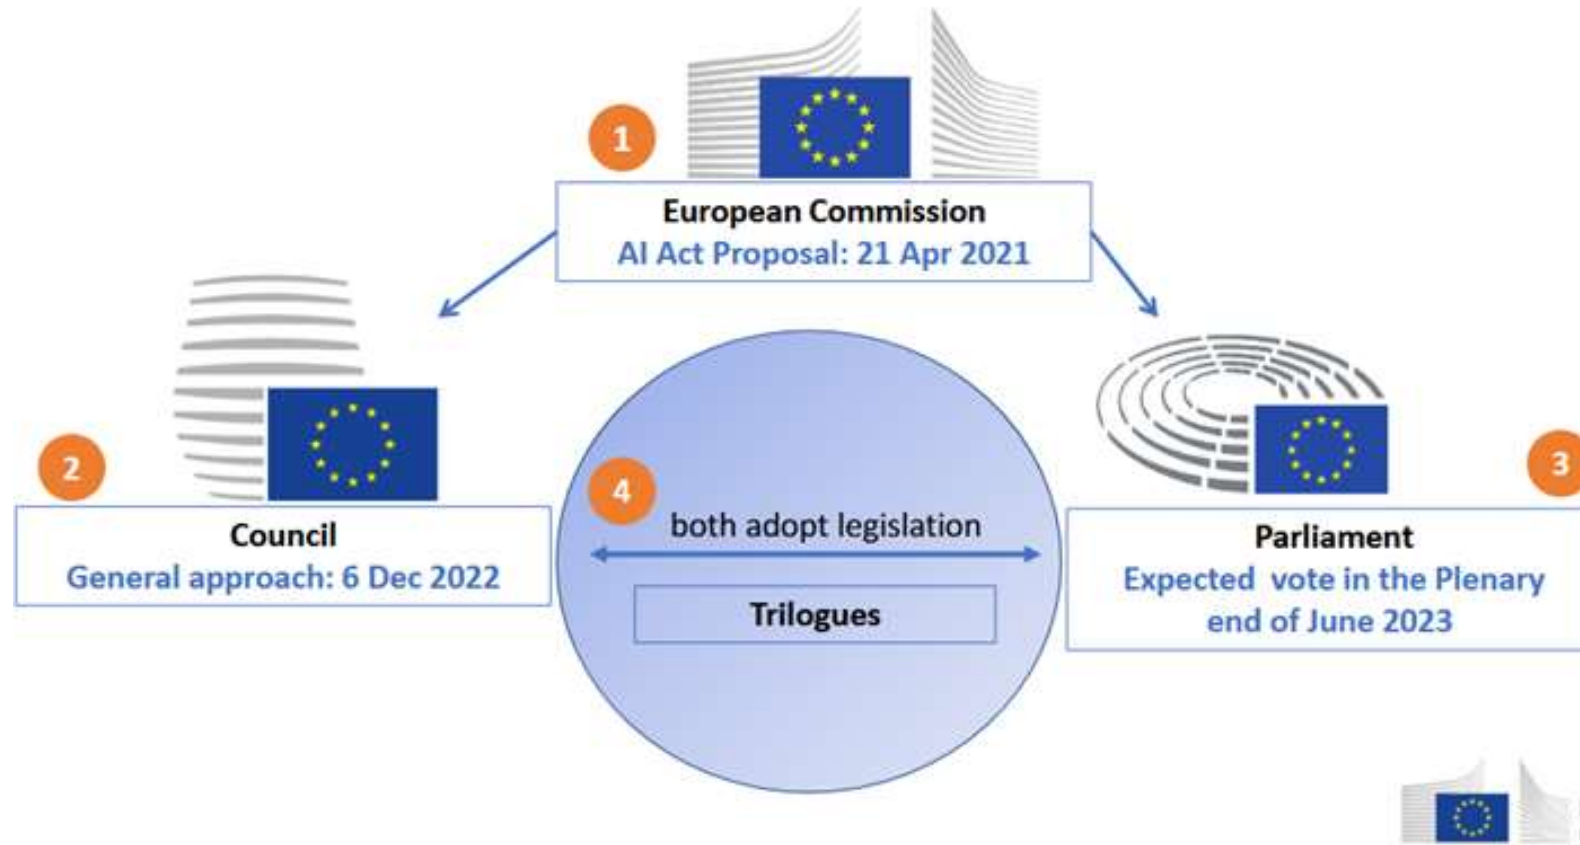 1
European Commission
AI Act Proposal: 21 Apr 2021
2
Council
General approach: 6 Dec 2022
4
both adopt legislation
Trilogues
3
Parliament
Expected  vote in the Plenary
end of June 2023